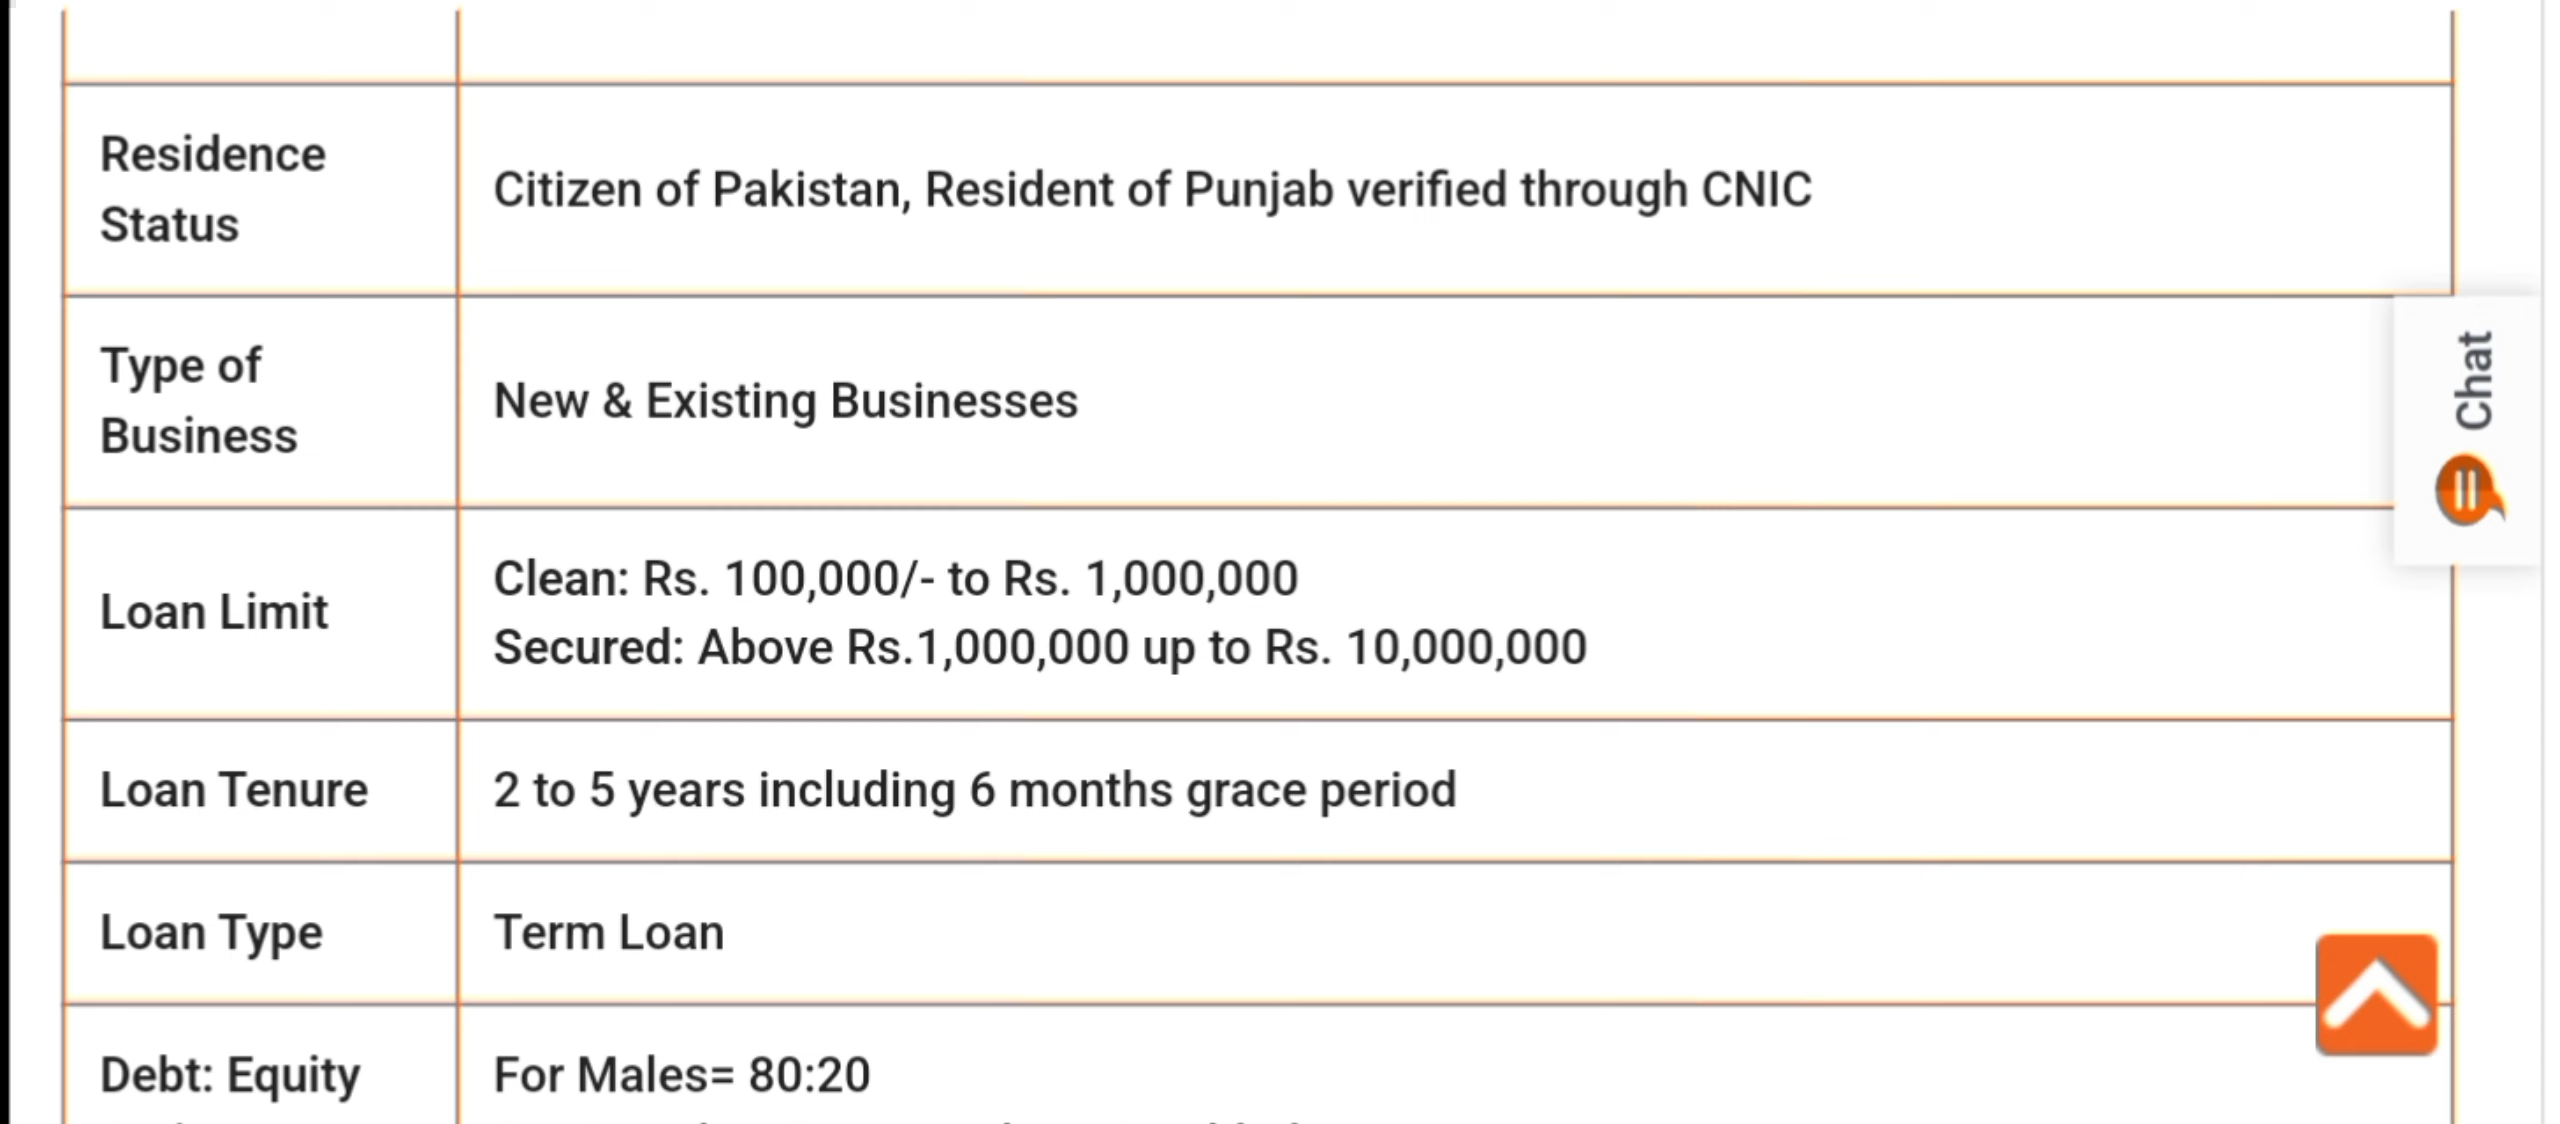 Residence
Status
Citizen of Pakistan, Resident of Punjab verified through CNIC
Type of
Business
New & Existing Businesses
Loan Limit
Clean: Rs. 100,000/- to Rs. 1,000,000
Secured: Above Rs.1,000,000 up to Rs. 10,000,000
Loan Tenure
2 to 5 years including 6 months grace period
Loan Type
Term Loan
Debt: Equity
For Males= 80:20
Chat